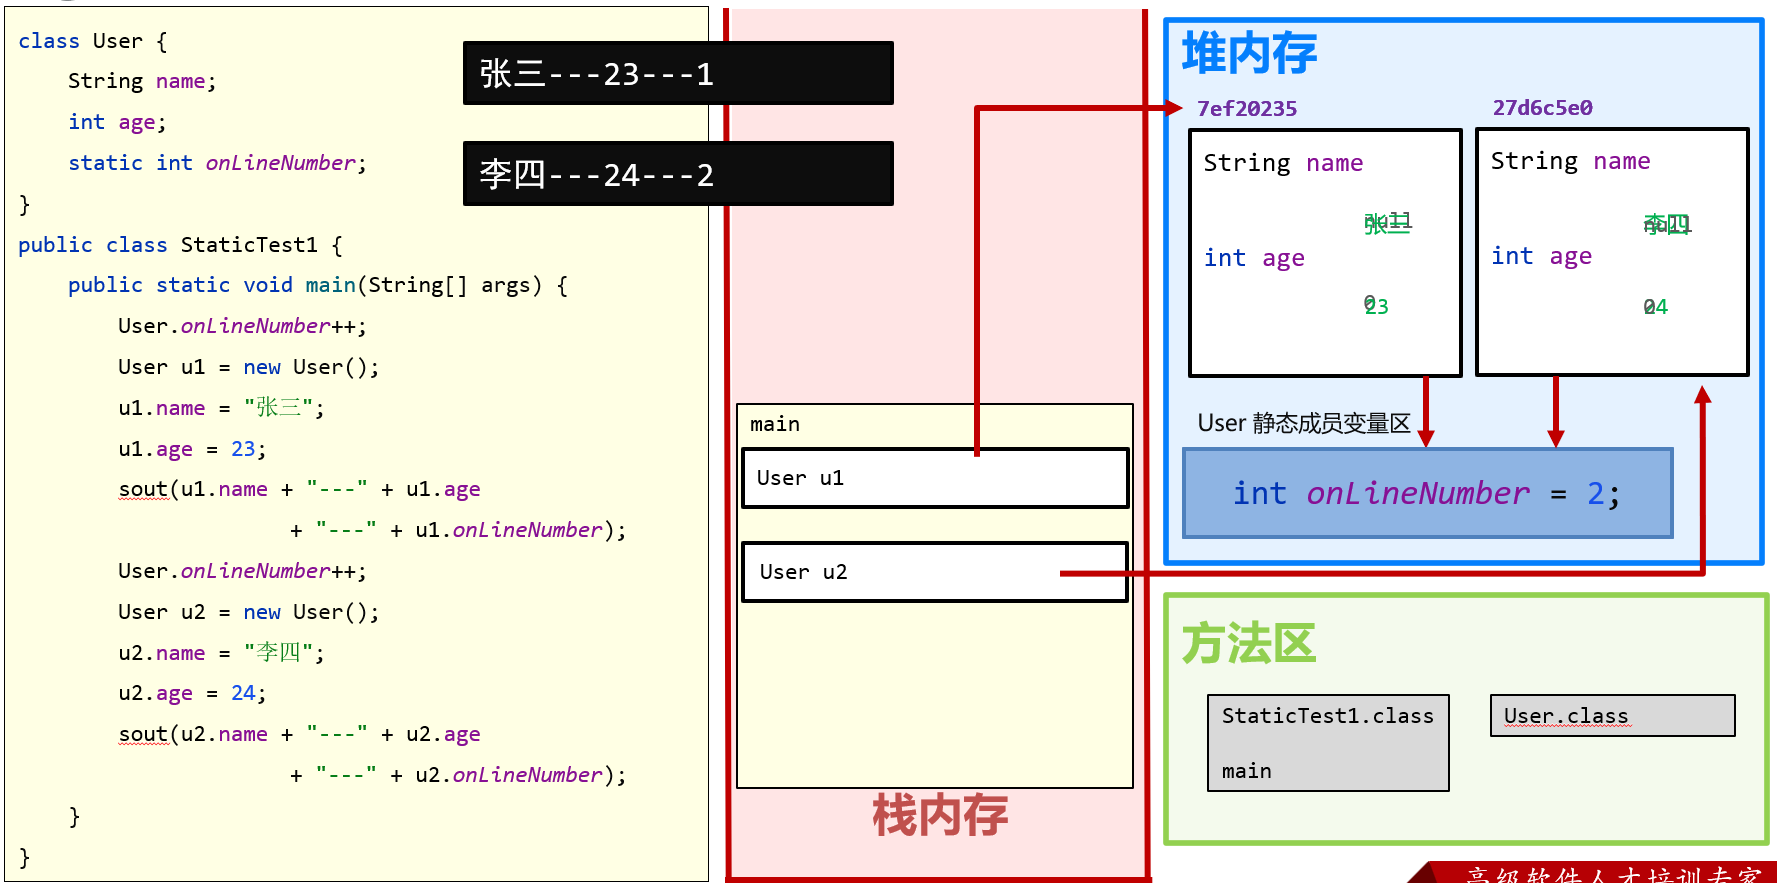 class User {
String name;
int age;
static int onLineNumber;
}
public class StaticTest1 {
public static void main(String[] args) {
User.onLineNumber++;
User u1 = new User();
u1.name = "张三";
u1.age = 23;
sout(u1.name + "---" + u1.age
+ "---" + u1.onLineNumber);
User.onLineNumber++;
User u2 = new User();
u2.name = "李四";
u2.age = 24;
sout(u2.name + "---" + u2.age
+ "---" + u2.onLineNumber);
}
}
张三---23---1
李四---24---2
main
User u1
User u2
栈内存
堆内存
7ef20235
String name
null
张三
int age
0
23
27d6c5e0
String name
null
李四
int age
0
24
User 静态成员变量区
int onLineNumber = 2;
方法区
StaticTest1.class
main
User.class
高级软件人才培训专家